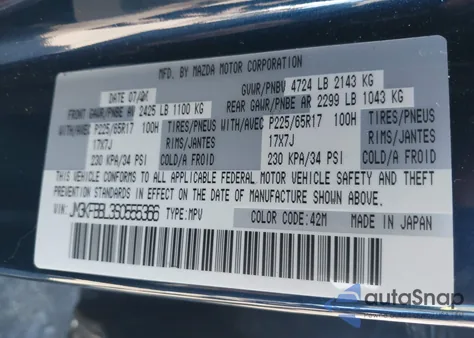 MFD. BY MAZDA MOTOR CORPORATION
DATE 07/21 GVWR/PNBV 4724 LB 2143 KG
FRONT GAWR/PNBE AV 2425 LB 1100 KG REAR GAWR/PNBE AR 2299 LB 1043 KG
WITH/AVEC P225/65R17 100H TIRES/PNEU WITH/AVEC P225/65R17 100H TIRES/PNEU
17X7J RIMS/JANTES 17X7J RIMS/JANTES
230 KPA/34 PSI COLD/A FROID 230 KPA/34 PSI COLD/A FROID
THIS VEHICLE CONFORMS TO ALL APPLICABLE FEDERAL MOTOR VEHICLE SAFETY AND THEFT
PREVENTION STANDARDS IN EFFECT ON THE DATE OF MANUFACTURE SHOWN ABOVE.
VIN: TYPE: MPV COLOR CODE: 42M MADE IN JAPAN
autoSnap